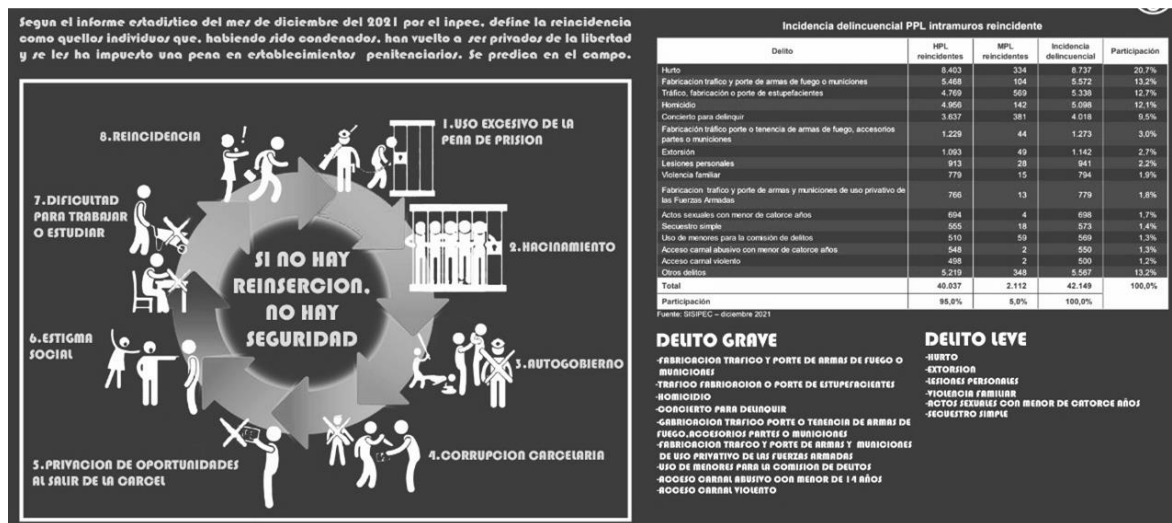 Segun el informe estadistico del mes de diciembre del 2021 por el inpec, define la reincidencia
como quellos individuos que, habiendo sido condenados, han vuelto a ser privados de la libertad
y se les ha impuesto una pena en establecimientos penitenciarios. Se predica en el campo.
1.USO EXCESIVO DE LA
PENA DE PRISION
2.HACINAMIENTO
3.AUTOGOBIERNO
4.CORRUPCION CARCELARIA
5.PRIVACION DE OPORTUNIDADES
AL SALIR DE LA CARCEL
6.ESTIGMA
SOCIAL
7.DIFICULTAD
PARA TRABAJAR
O ESTUDIAR
8.REINCIDENCIA
SI NO HAY
REINSERCION,
NO HAY
SEGURIDAD
Incidencia delincuencial PPL intramuros reincidente
Delito HPL reincidentes MPL reincidentes Incidencia delincuencial Participación
Hurto 8.403 334 8.737 20,7%
Fabricacion trafico y porte de armas de fuego o municiones 5.468 104 5.572 13,2%
Tráfico, fabricación o porte de estupefacientes 4.769 569 5.338 12,7%
Homicidio 4.956 142 5.098 12,1%
Concierto para delinquir 3.637 381 4.018 9,5%
Fabricación tráfico porte o tenencia de armas de fuego, accesorios
partes o municiones 1.229 44 1.273 3,0%
Extorsión 1.093 49 1.142 2,7%
Lesiones personales 913 28 941 2,2%
Violencia familiar 779 15 794 1,9%
Fabricacion trafico y porte de armas y municiones de uso privativo de
las Fuerzas Armadas 766 13 779 1,8%
Actos sexuales con menor de catorce años 694 4 698 1,7%
Secuestro simple 555 18 573 1,4%
Uso de menores para la comisión de delitos 510 59 569 1,3%
Acceso carnal abusivo con menor de catorce años 548 2 550 1,3%
Acceso carnal violento 498 2 500 1,2%
Otros delitos 5.219 348 5.567 13,2%
Total 40.037 2.112 42.149 100,0%
Participación 95,0% 5,0% 100,0%
Fuente: SISIPEC – diciembre 2021
DELITO GRAVE
-FABRICACION TRAFICO Y PORTE DE ARMAS DE FUEGO O
MUNICIONES
-TRAFICO FABRICACION O PORTE DE ESTUPEFACIENTES
-HOMICIDIO
-CONCIERTO PARA DELINQUIR
-GABRICACION TRAFICO PORTE O TENENCIA DE ARMAS DE
FUEGO,ACCESORIOS PARTES O MUNICIONES
-FABRICACION TRAFCO Y PORTE DE ARMAS Y MUNICIONES
DE USO PRIVATIVO DE LAS FUERZAS ARMADAS
-USO DE MENORES PARA LA COMISION DE DELITOS
-ACCESO CARNAL ABUSIVO CON MENOR DE 14 AÑOS
-ACCESO CARNAL VIOLENTO
DELITO LEVE
-HURTO
-EXTORSION
-LESIONES PERSONALES
-VIOLENCIA FAMILIAR
-ACTOS SEXUALES CON MENOR DE CATORCE AÑOS
-SECUESTRO SIMPLE